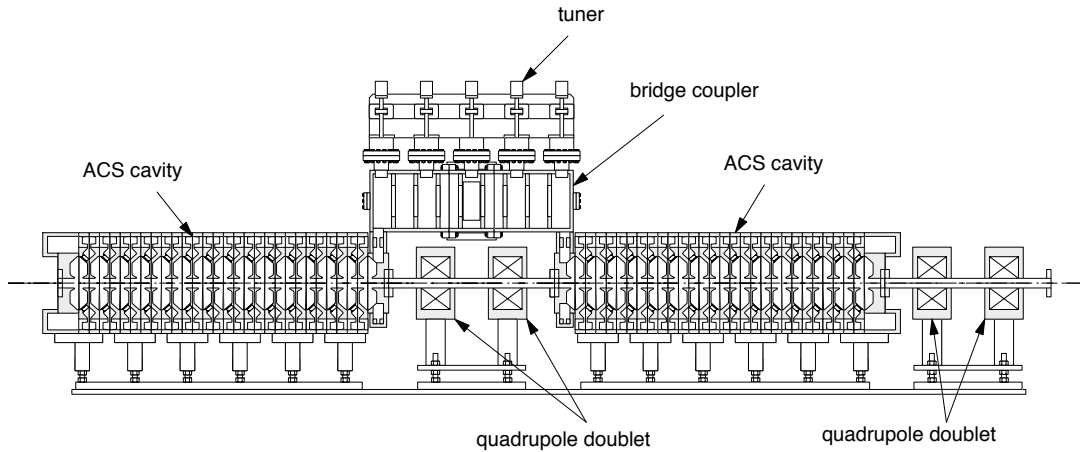 tuner
bridge coupler
ACS cavity
ACS cavity
quadrupole doublet
quadrupole doublet